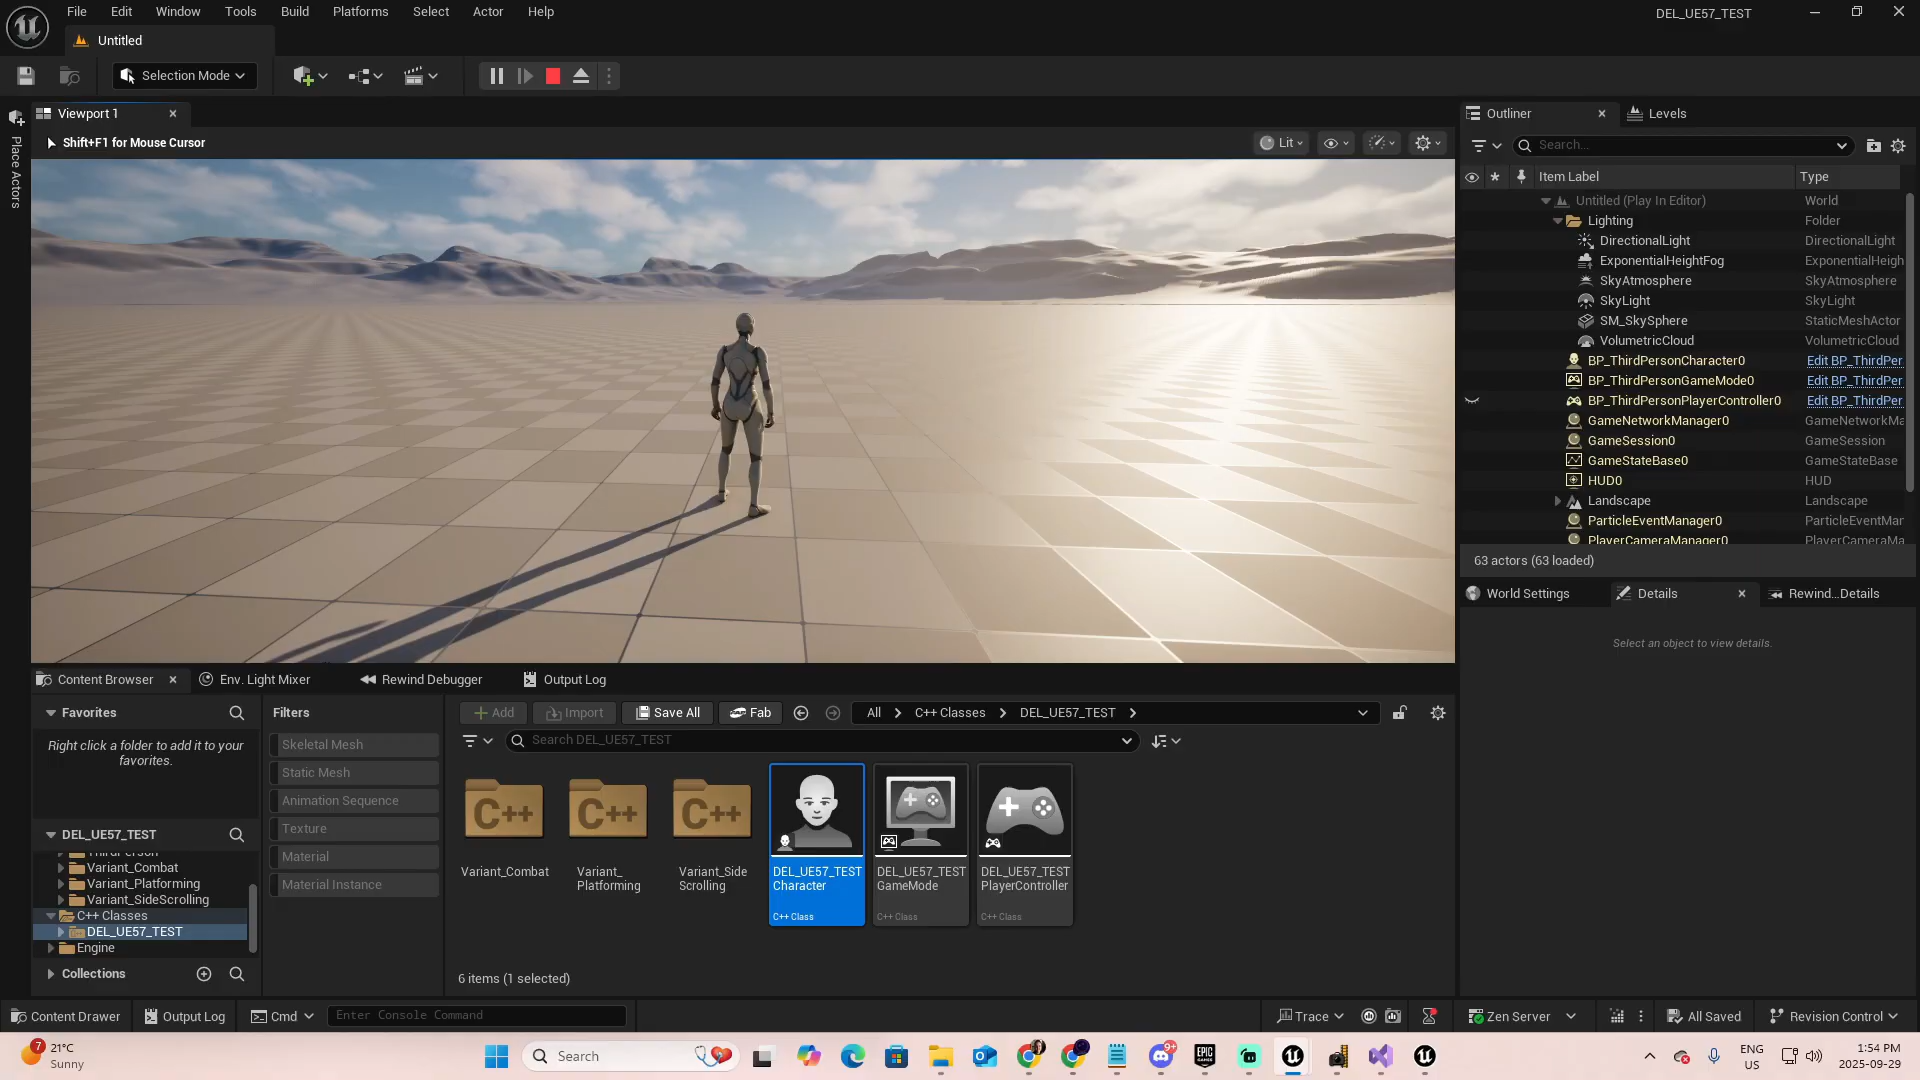 File Edit Window Tools Build Platforms Select Actor Help
DEL_UE57_TEST
Untitled
Selection Mode
Viewport 1
Outliner
Levels
Place Actors
Shift+F1 for Mouse Cursor
Lit
Search...
Item Label
Type
Untitled (Play In Editor) World
Lighting Folder
DirectionalLight DirectionalLight
ExponentialHeightFog ExponentialHeigh
SkyAtmosphere SkyAtmosphere
SkyLight SkyLight
SM_SkySphere StaticMeshActor
VolumetricCloud VolumetricCloud
BP_ThirdPersonCharacter0 Edit BP_ThirdPer
BP_ThirdPersonGameMode0 Edit BP_ThirdPer
BP_ThirdPersonPlayerController0 Edit BP_ThirdPer
GameNetworkManager0 GameNetworkMa
GameSession0 GameSession
GameStateBase0 GameStateBase
HUD0 HUD
Landscape Landscape
ParticleEventManager0 ParticleEventMan
PlayerCameraManager0 PlayerCameraMa
63 actors (63 loaded)
World Settings
Details
Rewind...Details
Select an object to view details.
Content Browser
Env. Light Mixer
Rewind Debugger
Output Log
Favorites
Right click a folder to add it to your
favorites.
DEL_UE57_TEST
ThirdPerson
Variant_Combat
Variant_Platforming
Variant_SideScrolling
C++ Classes
DEL_UE57_TEST
Engine
Collections
Filters
Skeletal Mesh
Static Mesh
Animation Sequence
Texture
Material
Material Instance
Add
Import
Save All
Fab
All
C++ Classes
DEL_UE57_TEST
Search DEL_UE57_TEST
C++
C++
C++
Variant_Combat
Variant_
Platforming
Variant_Side
Scrolling
DEL_UE57_TEST
Character
C++ Class
DEL_UE57_TEST
GameMode
C++ Class
DEL_UE57_TEST
PlayerController
C++ Class
6 items (1 selected)
Content Drawer
Output Log
Cmd
Enter Console Command
Trace
Zen Server
All Saved
Revision Control
7
21°C
Sunny
Search
9+
EPIC
GAMES
ENG
US
1:54 PM
2025-09-29